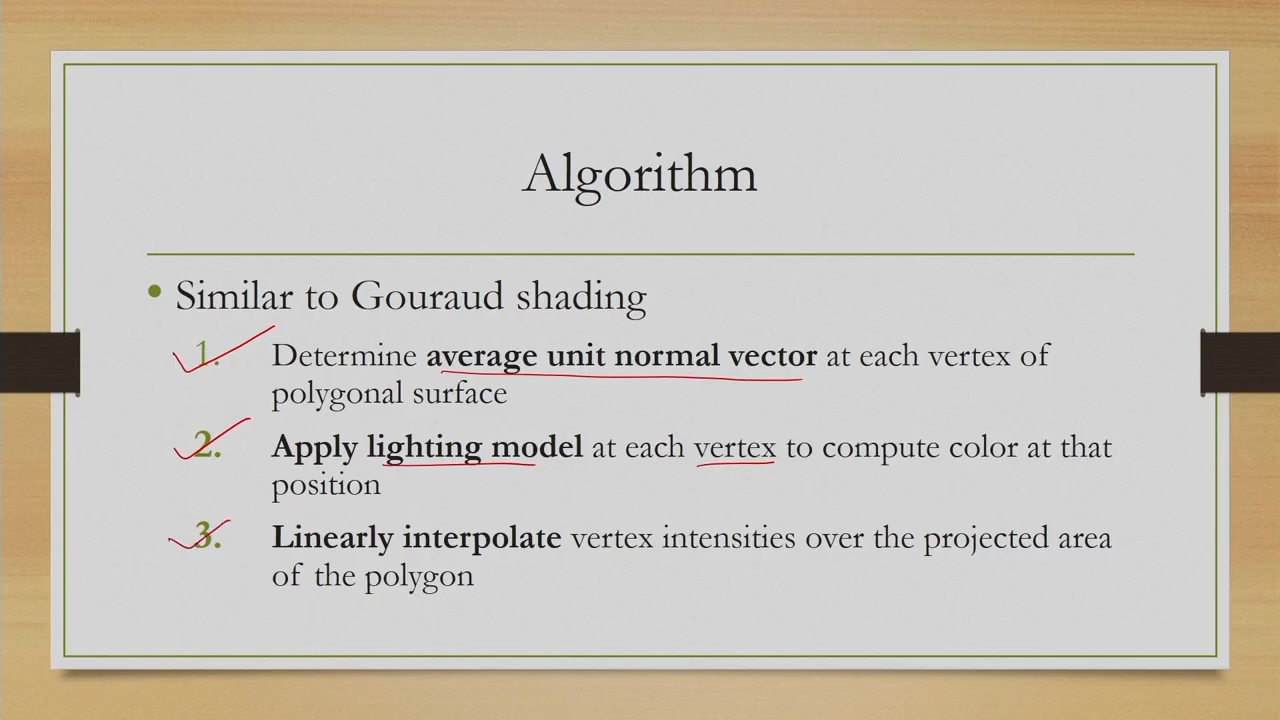 Algorithm
• Similar to Gouraud shading
1. Determine average unit normal vector at each vertex of
polygonal surface
2. Apply lighting model at each vertex to compute color at that
position
3. Linearly interpolate vertex intensities over the projected area
of the polygon